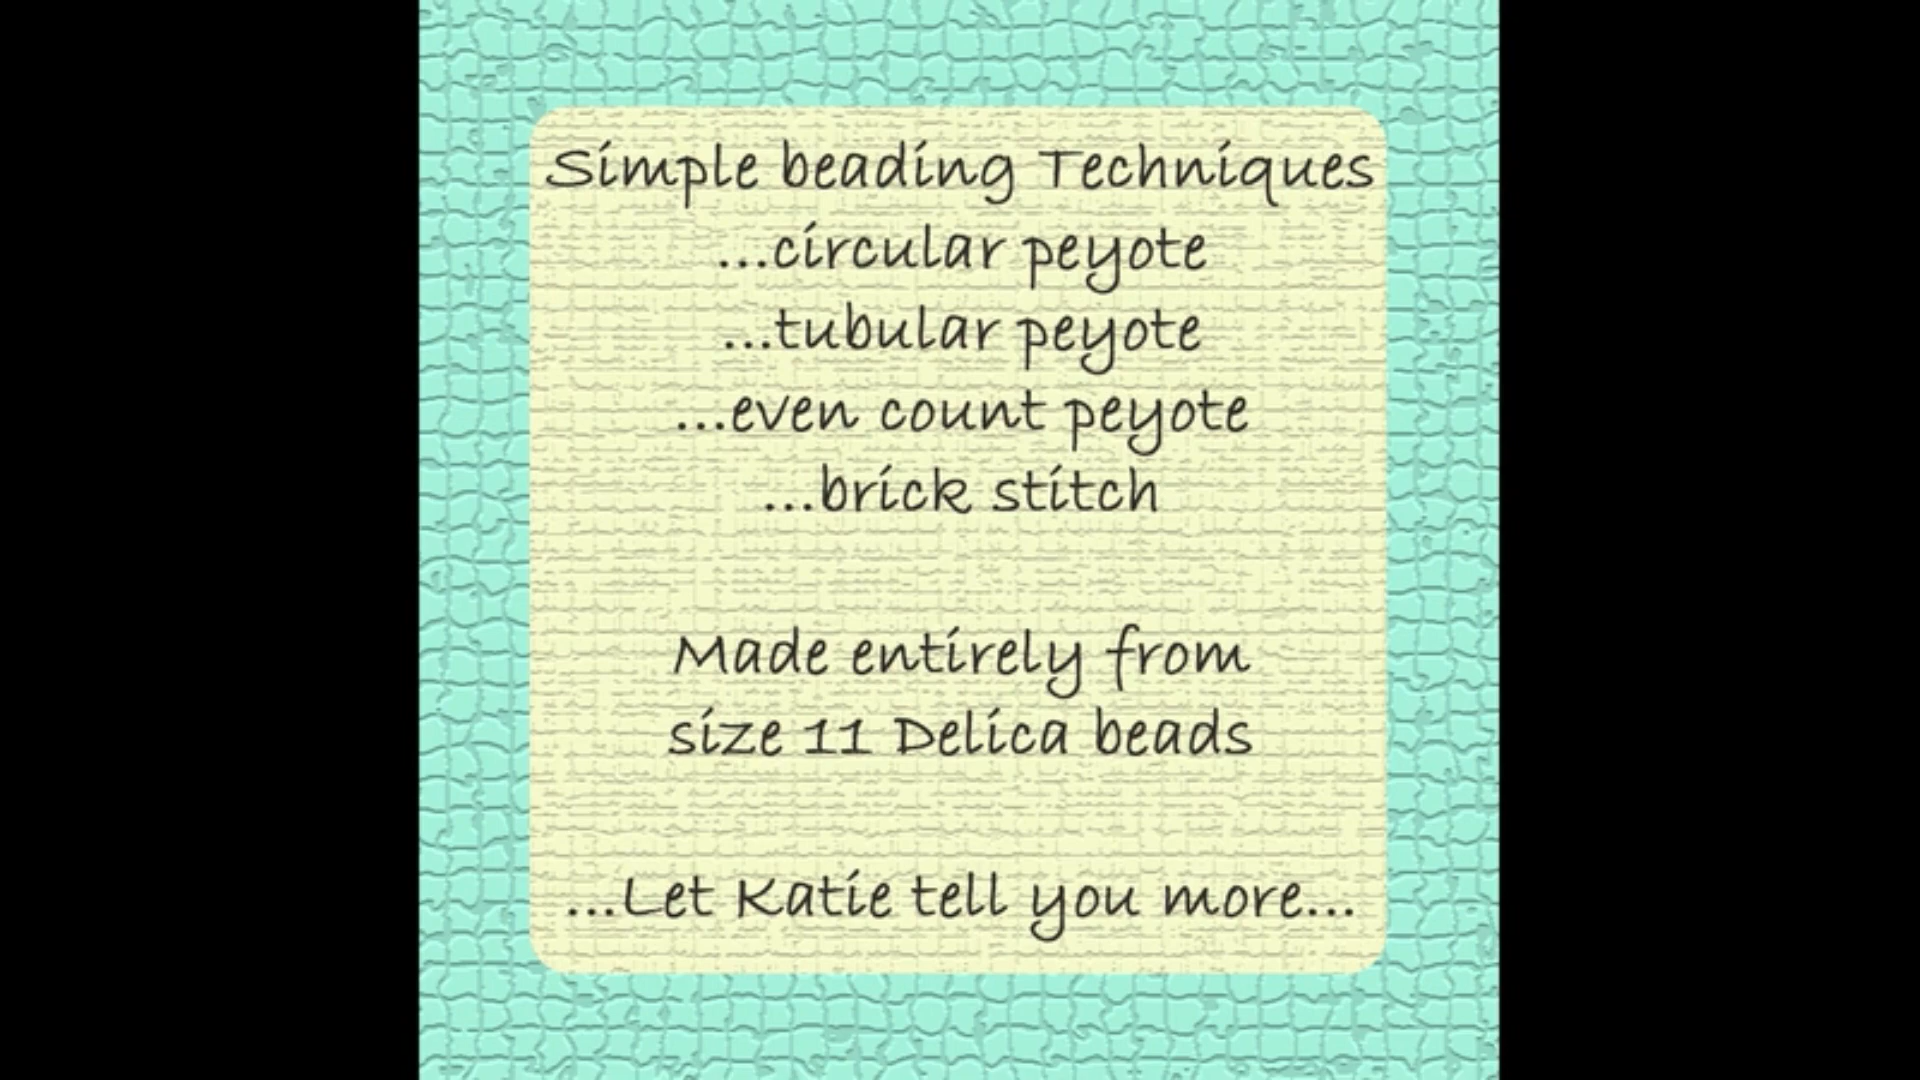 Simple beading Techniques
...circular peyote
...tubular peyote
...even count peyote
...brick stitch
Made entirely from
size 11 Delica beads
...Let Katie tell you more...